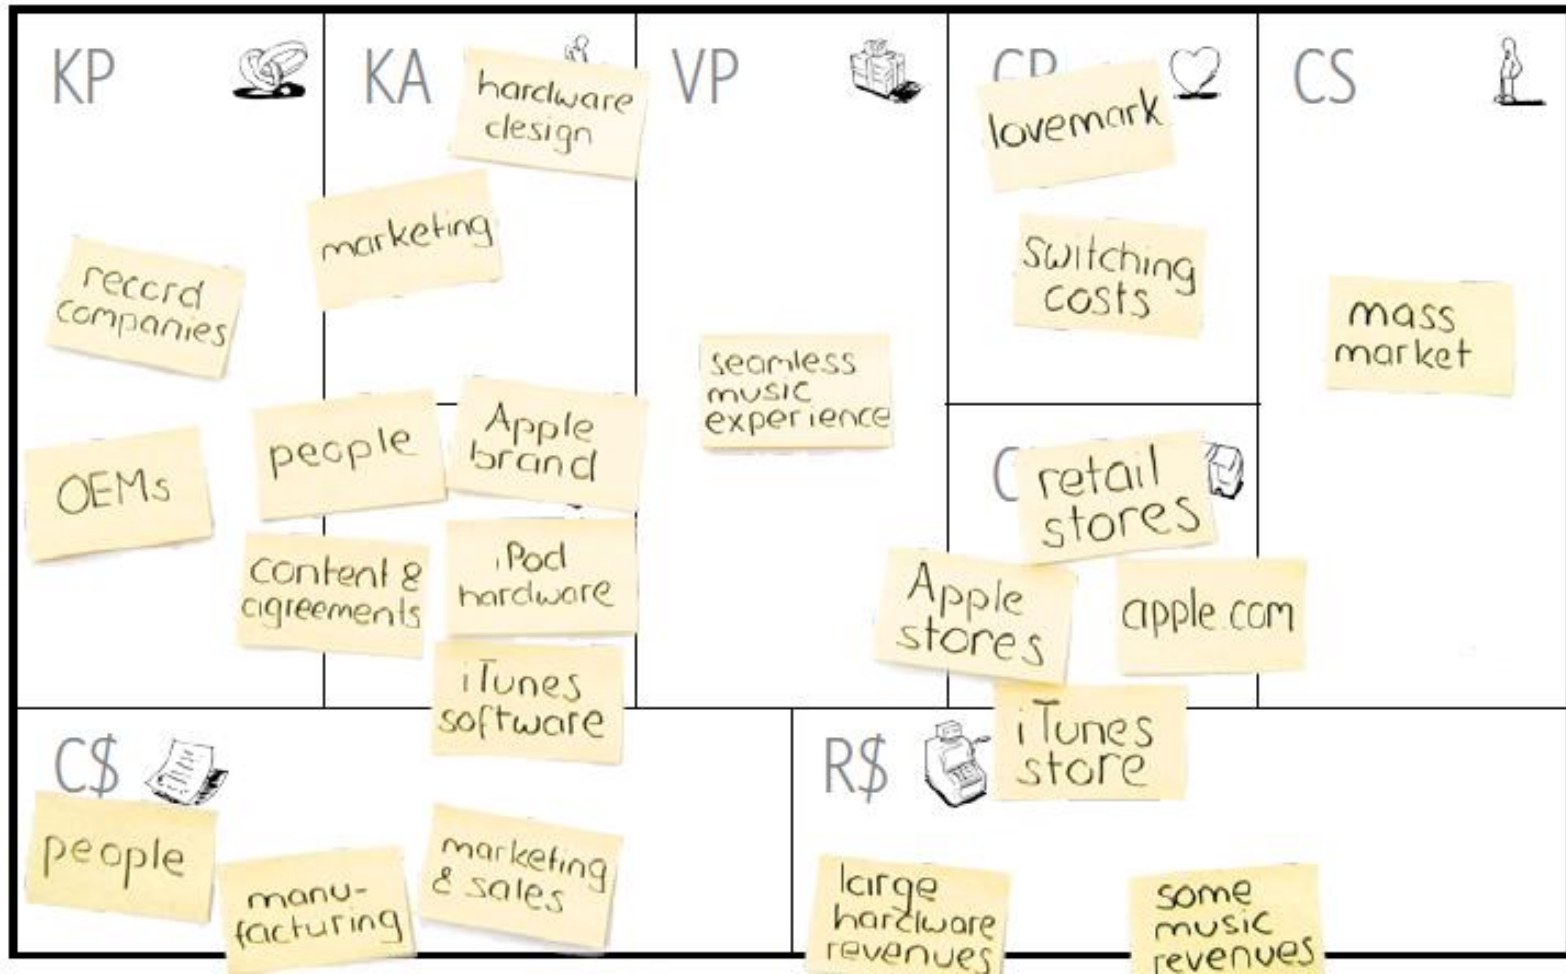 KP
record
companies
OEMs
KA
hardware
design
marketing
people
Apple
brand
content &
agreements
iPod
hardware
iTunes
software
VP
seamless
music
experience
CR
lovemark
switching
costs
C
retail
stores
Apple
stores
apple.com
iTunes
store
CS
mass
market
C$
people
manu-
facturing
marketing
& sales
R$
large
hardware
revenues
some
music
revenues